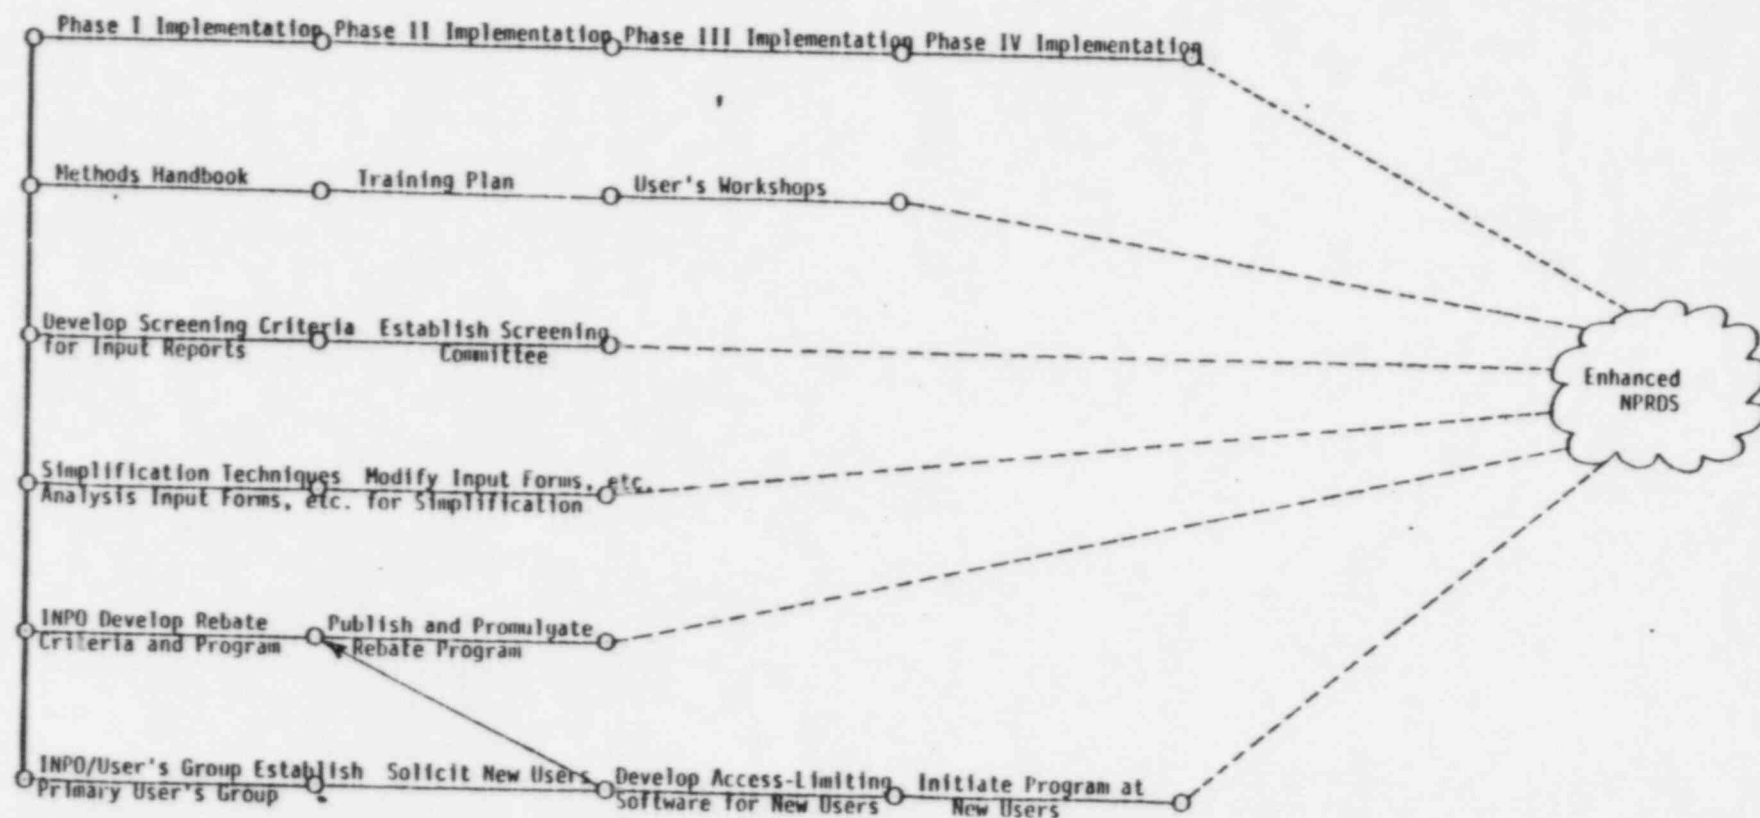 Phase I Implementation Phase II Implementation Phase III Implementation Phase IV Implementation
Methods Handbook Training Plan User's Workshops
Develop Screening Criteria Establish Screening
for Input Reports Committee
Enhanced
NPRDS
Simplification Techniques Modify Input Forms, etc.
Analysis Input Forms, etc. for Simplification
INPO Develop Rebate Publish and Promulgate
Criteria and Program Rebate Program
INPO/User's Group Establish Solicit New Users Develop Access-Limiting Initiate Program at
Primary User's Group Software for New Users New Users